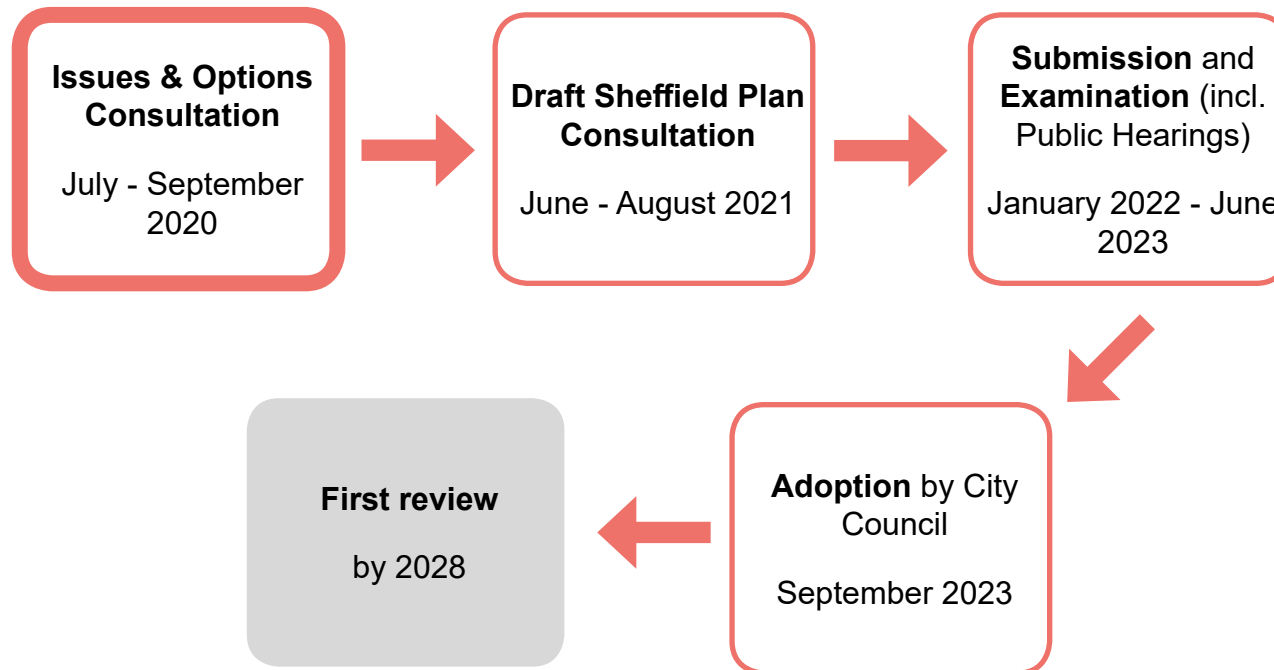 Issues & Options
Consultation
July - September
2020
Draft Sheffield Plan
Consultation
June - August 2021
Submission and
Examination (incl.
Public Hearings)
January 2022 - June
2023
First review
by 2028
Adoption by City
Council
September 2023